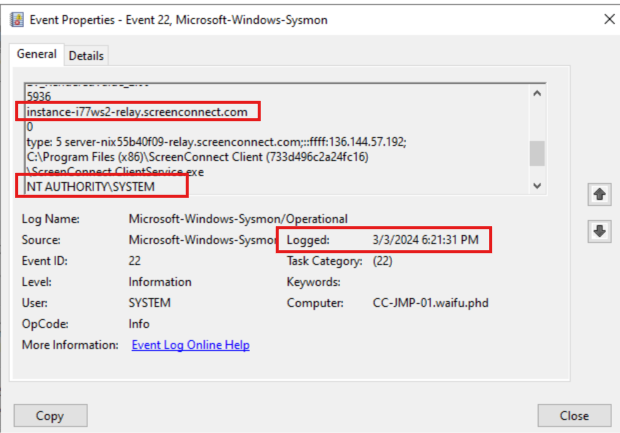 Event Properties - Event 22, Microsoft-Windows-Sysmon
General Details
5936
instance-i77ws2-relay.screenconnect.com
0
type: 5 server-nix55b40f09-relay.screenconnect.com;::ffff:136.144.57.192;
C:\Program Files (x86)\ScreenConnect Client (733d496c2a24fc16)
\ScreenConnect.ClientService.exe
NT AUTHORITY\SYSTEM
Log Name: Microsoft-Windows-Sysmon/Operational
Source: Microsoft-Windows-Sysmon Logged: 3/3/2024 6:21:31 PM
Event ID: 22 Task Category: (22)
Level: Information Keywords:
User: SYSTEM Computer: CC-JMP-01.waifu.phd
OpCode: Info
More Information: Event Log Online Help
Copy Close